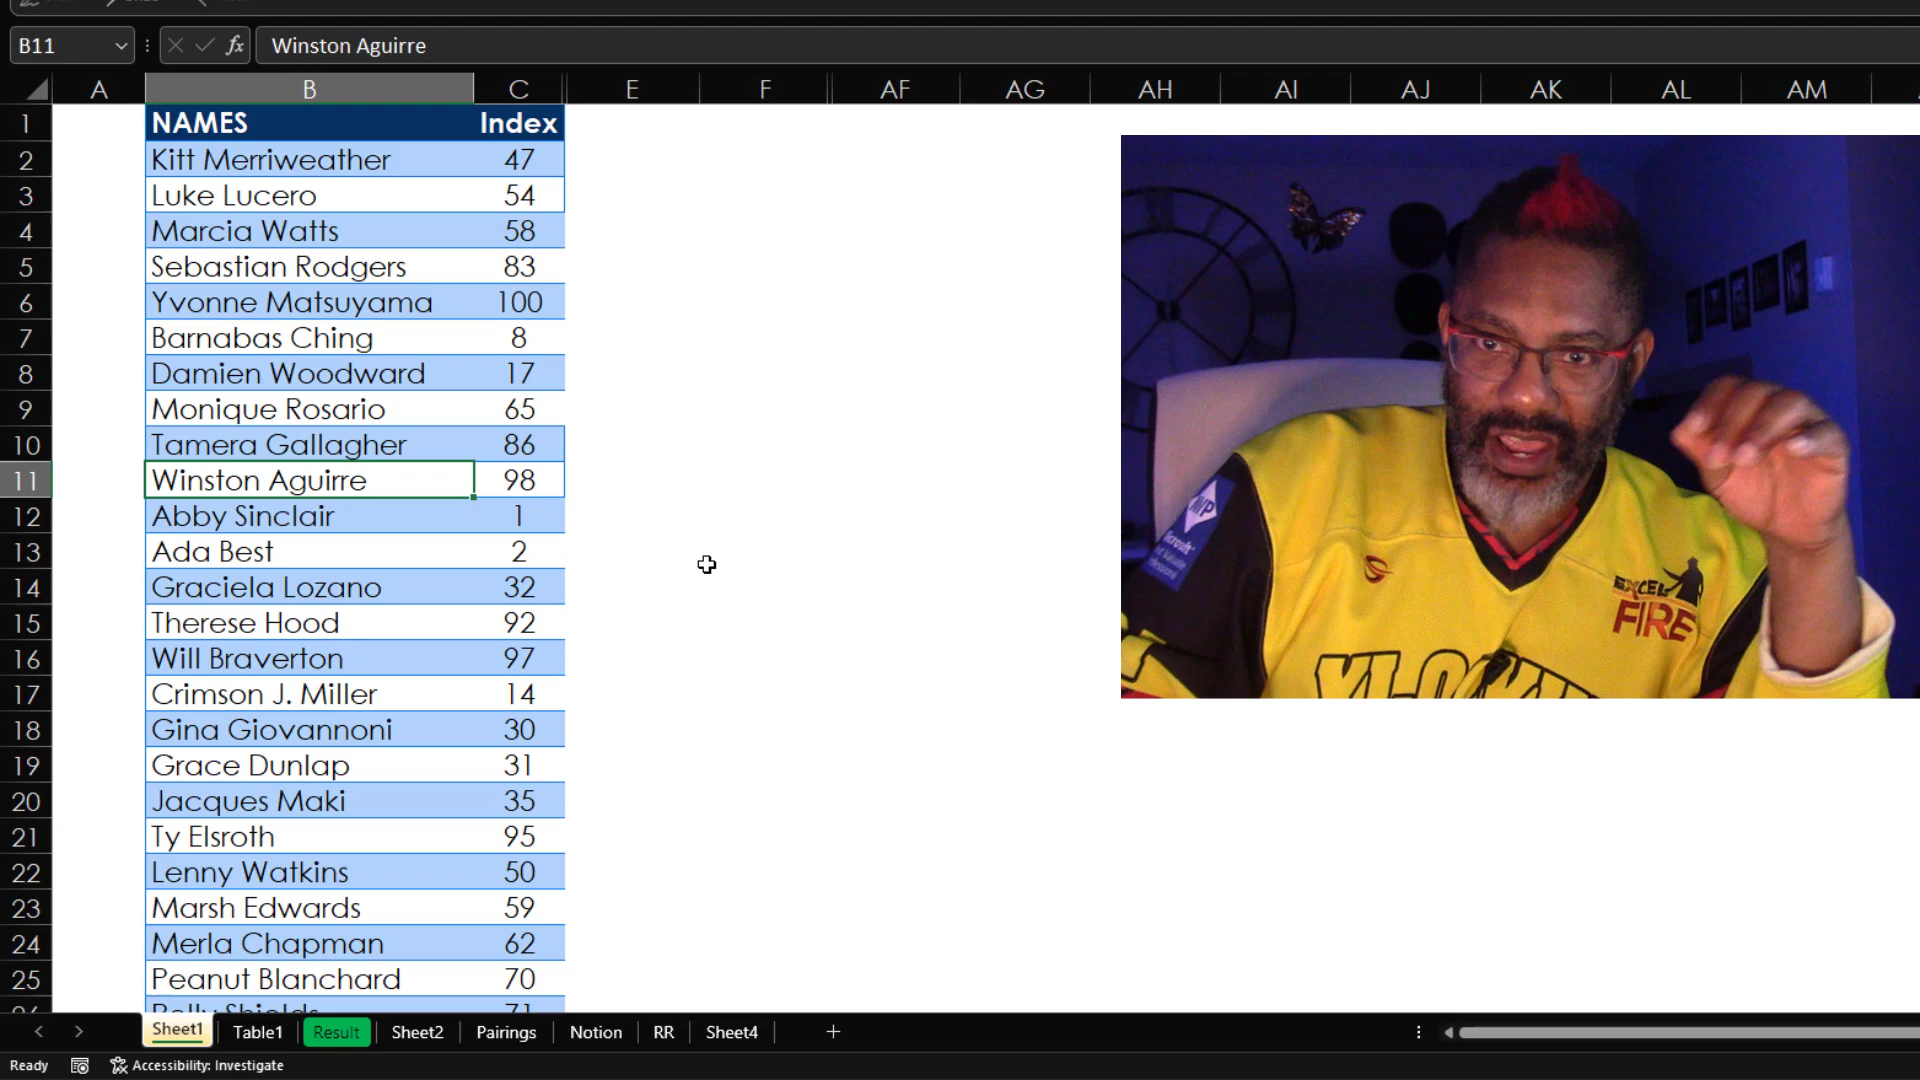 B11
fx
Winston Aguirre
A B C E F AF AG AH AI AJ AK AL AM
1 NAMES Index
2 Kitt Merriweather 47
3 Luke Lucero 54
4 Marcia Watts 58
5 Sebastian Rodgers 83
6 Yvonne Matsuyama 100
7 Barnabas Ching 8
8 Damien Woodward 17
9 Monique Rosario 65
10 Tamera Gallagher 86
11 Winston Aguirre 98
12 Abby Sinclair 1
13 Ada Best 2
14 Graciela Lozano 32
15 Therese Hood 92
16 Will Braverton 97
17 Crimson J. Miller 14
18 Gina Giovannoni 30
19 Grace Dunlap 31
20 Jacques Maki 35
21 Ty Elsroth 95
22 Lenny Watkins 50
23 Marsh Edwards 59
24 Merla Chapman 62
25 Peanut Blanchard 70
71
EXCEL
FIRE
Sheet1 Table1 Result Sheet2 Pairings Notion RR Sheet4
Ready Accessibility: Investigate